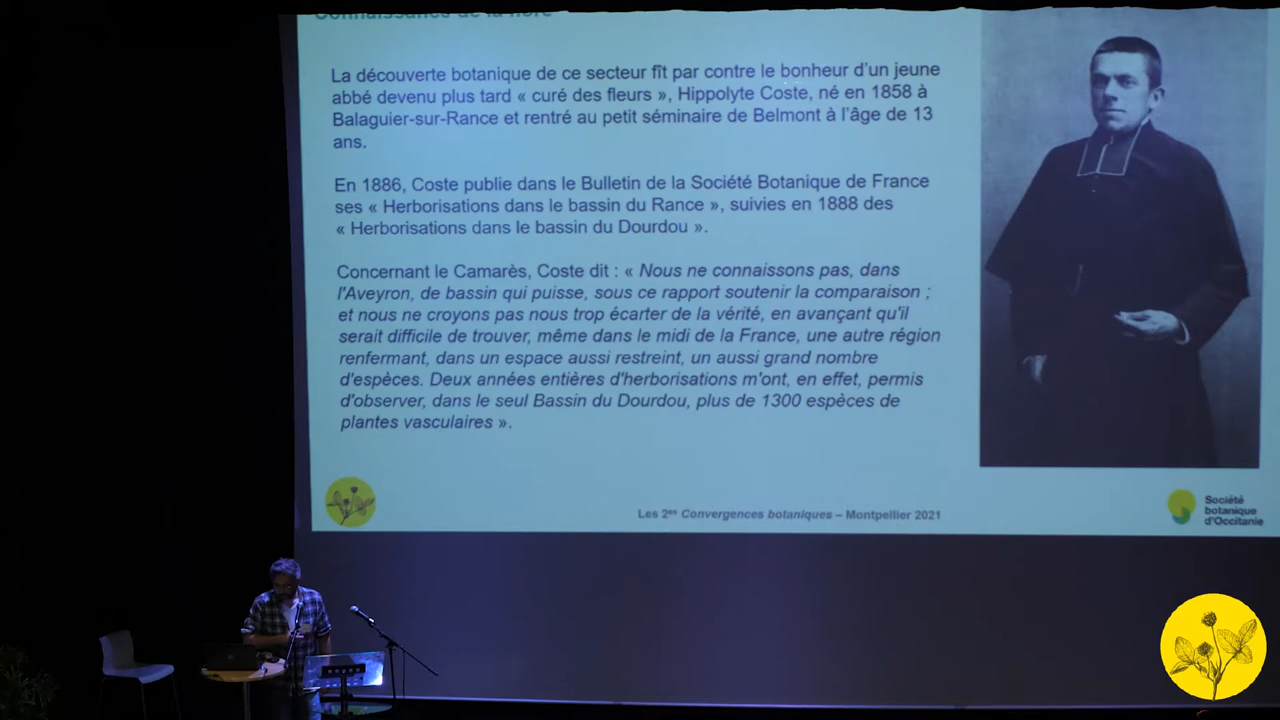 Connaissance de la flore
La découverte botanique de ce secteur fît par contre le bonheur d'un jeune
abbé devenu plus tard « curé des fleurs », Hippolyte Coste, né en 1858 à
Balaguier-sur-Rance et rentré au petit séminaire de Belmont à l'âge de 13
ans.
En 1886, Coste publie dans le Bulletin de la Société Botanique de France
ses « Herborisations dans le bassin du Rance », suivies en 1888 des
« Herborisations dans le bassin du Dourdou ».
Concernant le Camarès, Coste dit : « Nous ne connaissons pas, dans
l'Aveyron, de bassin qui puisse, sous ce rapport soutenir la comparaison ;
et nous ne croyons pas nous trop écarter de la vérité, en avançant qu'il
serait difficile de trouver, même dans le midi de la France, une autre région
renfermant, dans un espace aussi restreint, un aussi grand nombre
d'espèces. Deux années entières d'herborisations m'ont, en effet, permis
d'observer, dans le seul Bassin du Dourdou, plus de 1300 espèces de
plantes vasculaires ».
Les 2es Convergences botaniques – Montpellier 2021
Société
botanique
d'Occitanie